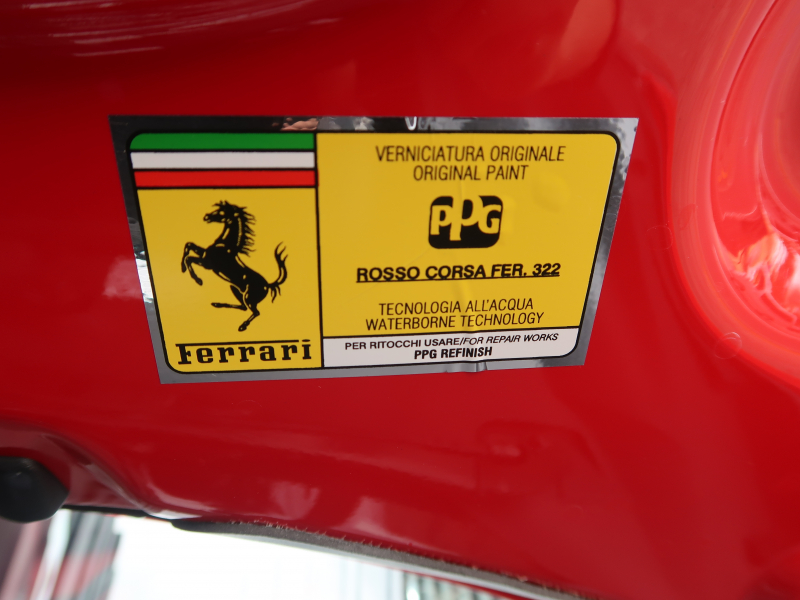 VERNICIATURA ORIGINALE
ORIGINAL PAINT
PPG
ROSSO CORSA FER. 322
TECNOLOGIA ALL'ACQUA
WATERBORNE TECHNOLOGY
PER RITOCCHI USARE/FOR REPAIR WORKS
PPG REFINISH
Ferrari